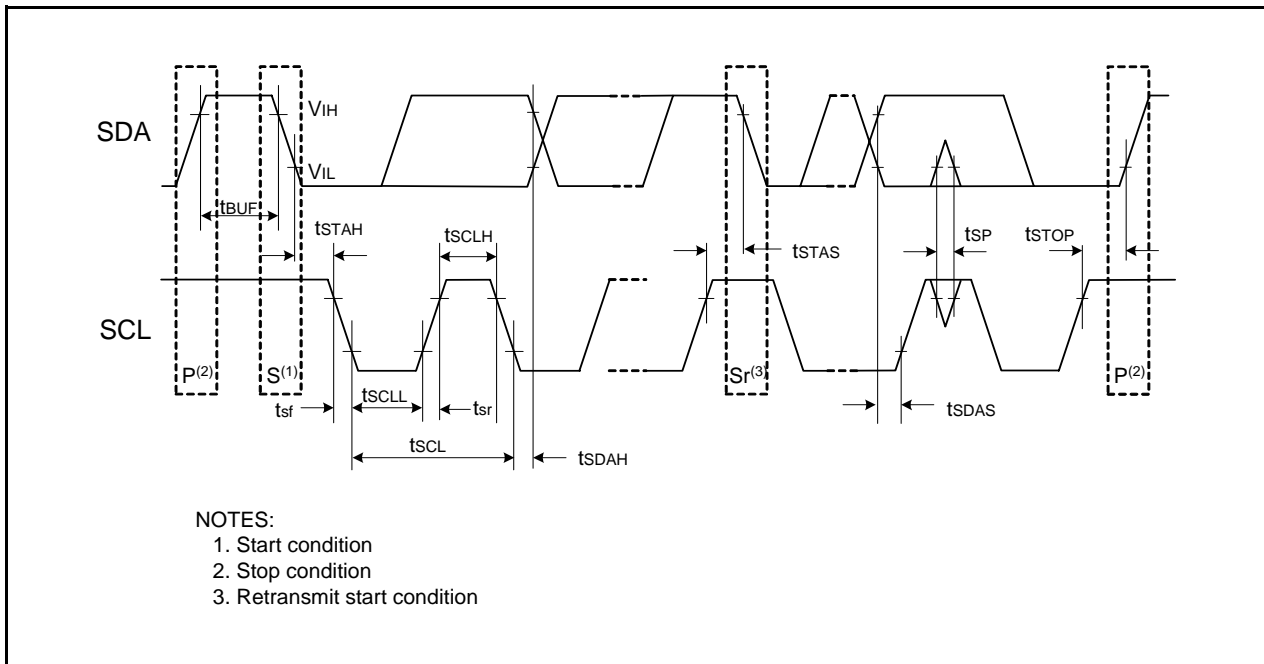 SDA
VIH
VIL
tBUF
tSTAH
tSCLH
tSTAS
tSP
tSTOP
SCL
P(2)
S(1)
Sr(3)
P(2)
tsf
tSCLL
tsr
tSDAS
tSCL
tSDAH
NOTES:
1. Start condition
2. Stop condition
3. Retransmit start condition